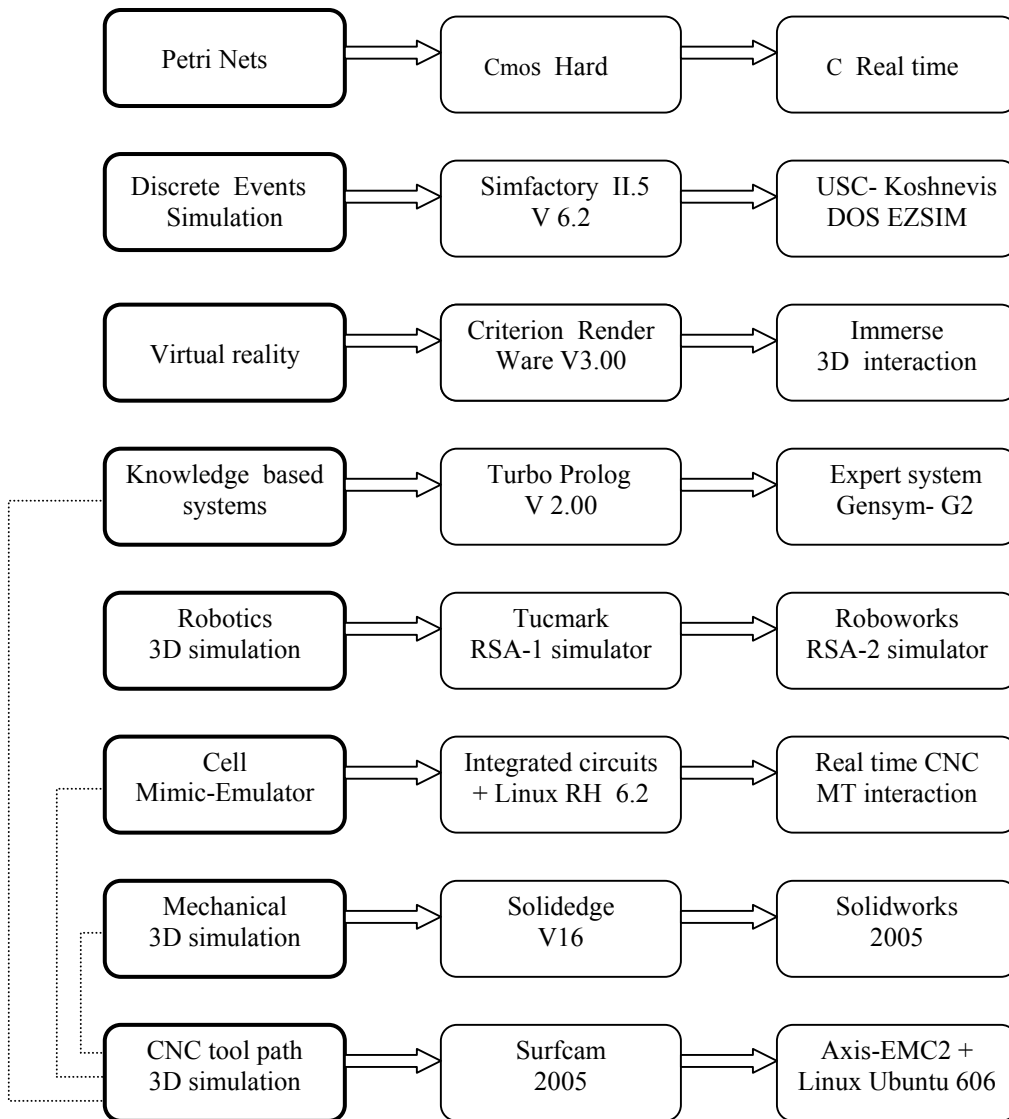 Petri Nets
Cmos Hard
C Real time
Discrete Events
Simulation
Simfactory II.5
V 6.2
USC- Koshnevis
DOS EZSIM
Virtual reality
Criterion Render
Ware V3.00
Immerse
3D interaction
Knowledge based
systems
Turbo Prolog
V 2.00
Expert system
Gensym- G2
Robotics
3D simulation
Tucmark
RSA-1 simulator
Roboworks
RSA-2 simulator
Cell
Mimic-Emulator
Integrated circuits
+ Linux RH 6.2
Real time CNC
MT interaction
Mechanical
3D simulation
Solidedge
V16
Solidworks
2005
CNC tool path
3D simulation
Surfcam
2005
Axis-EMC2 +
Linux Ubuntu 606